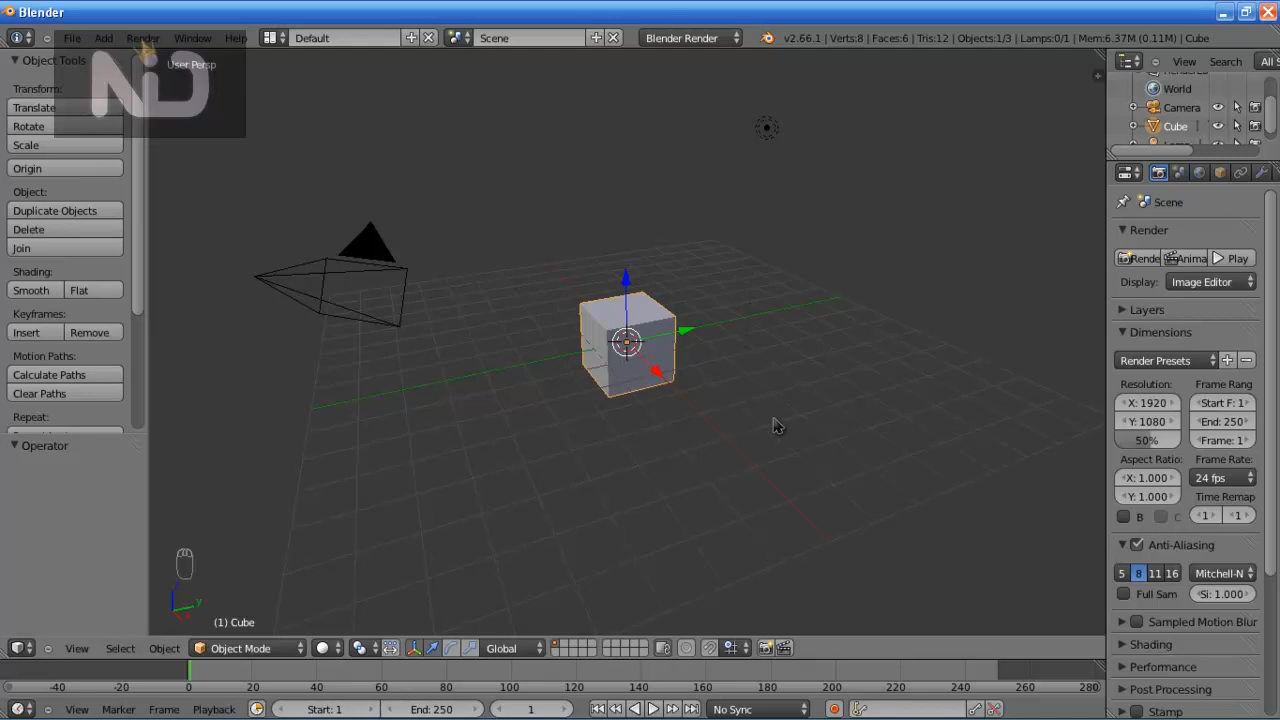 Blender
File Add Render Window Help Default Scene Blender Render v2.66.1 | Verts:8 | Faces:6 | Tris:12 | Objects:1/3 | Lamps:0/1 | Mem:6.37M (0.11M) | Cube
Object Tools
ND
User Persp
Transform:
Translate
Rotate
Scale
Origin
Object:
Duplicate Objects
Delete
Join
Shading:
Smooth Flat
Keyframes:
Insert Remove
Motion Paths:
Calculate Paths
Clear Paths
Repeat:
Operator
z
y
x
(1) Cube
View Select Object Object Mode Global
-40 -20 0 20 40 60 80 100 120 140 160 180 200 220 240 260 280
View Marker Frame Playback Start: 1 End: 250 1 No Sync
View Search All S
World
Camera
Cube
Scene
Render
Rende Anima Play
Display: Image Editor
Layers
Dimensions
Render Presets
Resolution: Frame Rang
X: 1920 Start F: 1
Y: 1080 End: 250
50% Frame: 1
Aspect Ratio: Frame Rate:
X: 1.000 24 fps
Y: 1.000 Time Remap
B C 1 1
Anti-Aliasing
5 8 11 16 Mitchell-N
Full Sam Si: 1.000
Sampled Motion Blur
Shading
Performance
Post Processing
Stamp